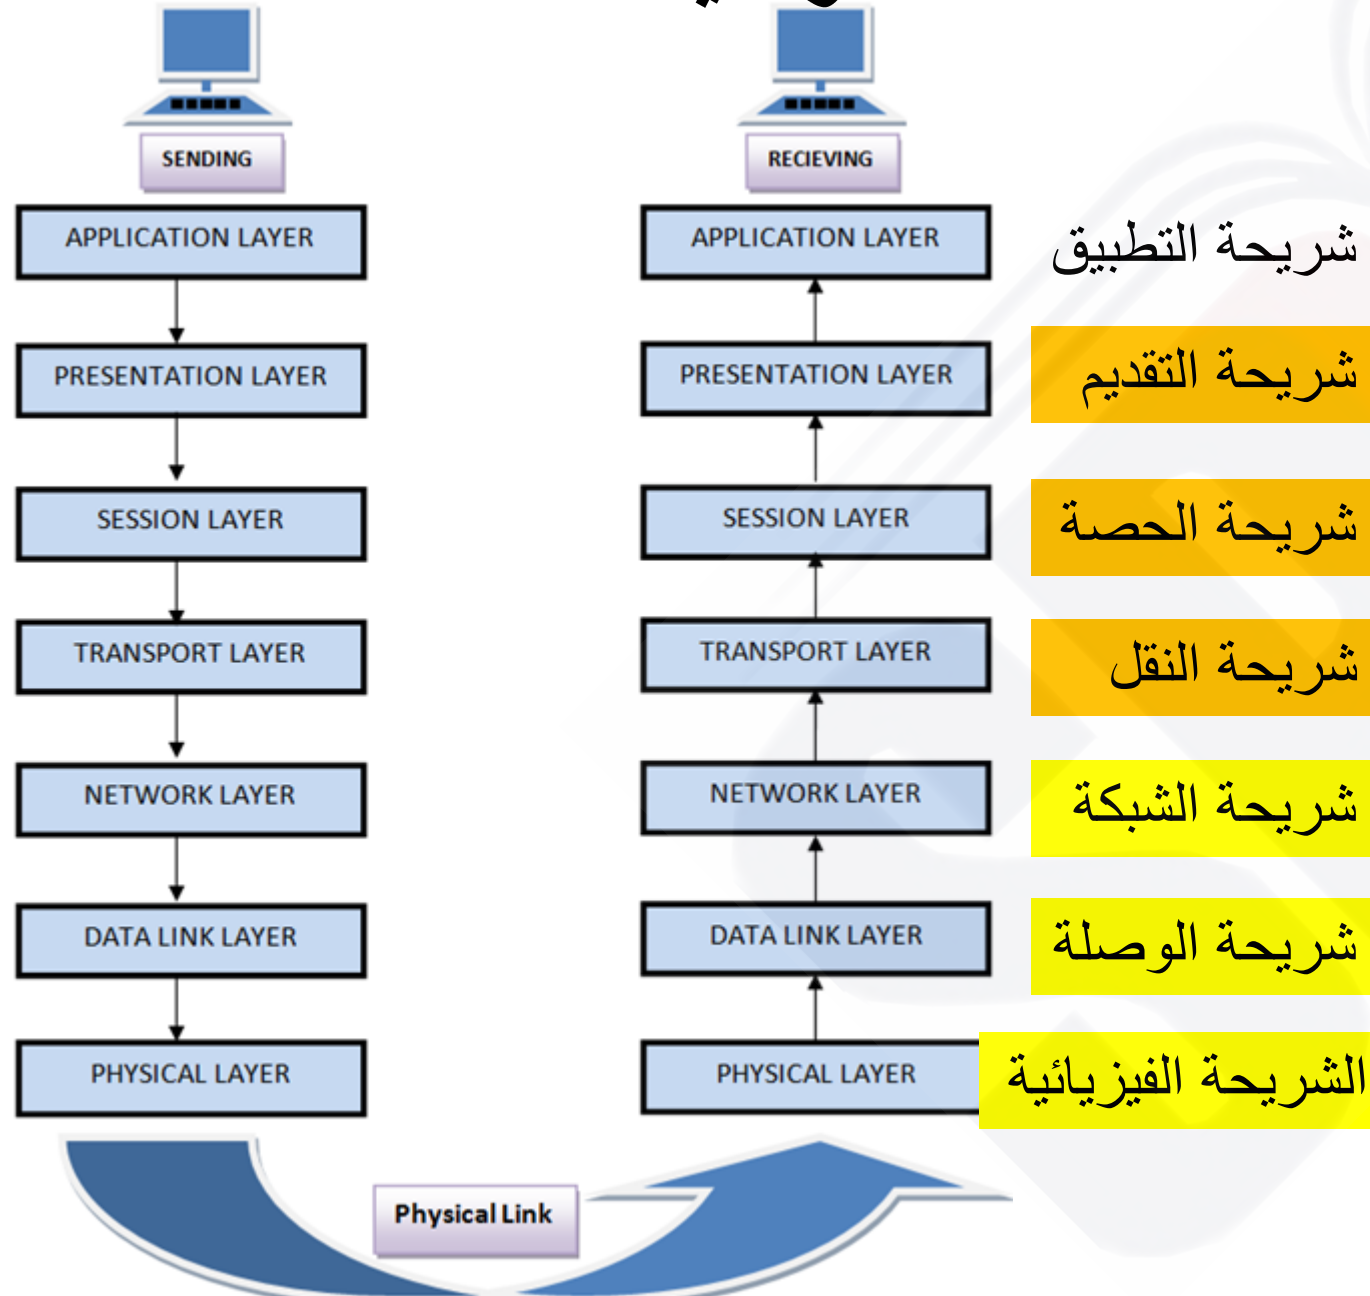 SENDING
RECIEVING
APPLICATION LAYER
APPLICATION LAYER
شريحة التطبيق
PRESENTATION LAYER
PRESENTATION LAYER
شريحة التقديم
SESSION LAYER
SESSION LAYER
شريحة الحصة
TRANSPORT LAYER
TRANSPORT LAYER
شريحة النقل
NETWORK LAYER
NETWORK LAYER
شريحة الشبكة
DATA LINK LAYER
DATA LINK LAYER
شريحة الوصلة
PHYSICAL LAYER
PHYSICAL LAYER
الشريحة الفيزيائية
Physical Link